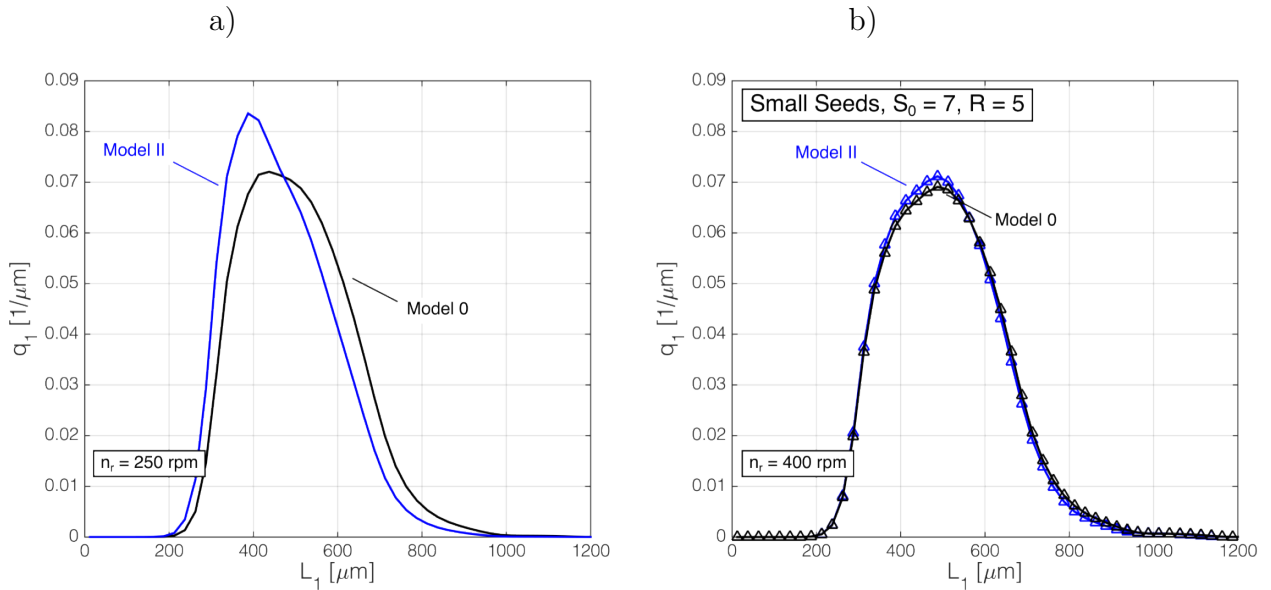 a)
b)
0.09
0.08
0.07
0.06
0.05
0.04
0.03
0.02
0.01
0
q1 [1/μm]
Model II
Model 0
nr = 250 rpm
0 200 400 600 800 1000 1200
L1 [μm]
0.09
0.08
0.07
0.06
0.05
0.04
0.03
0.02
0.01
0
q1 [1/μm]
Small Seeds, S0 = 7, R = 5
Model II
Model 0
nr = 400 rpm
0 200 400 600 800 1000 1200
L1 [μm]